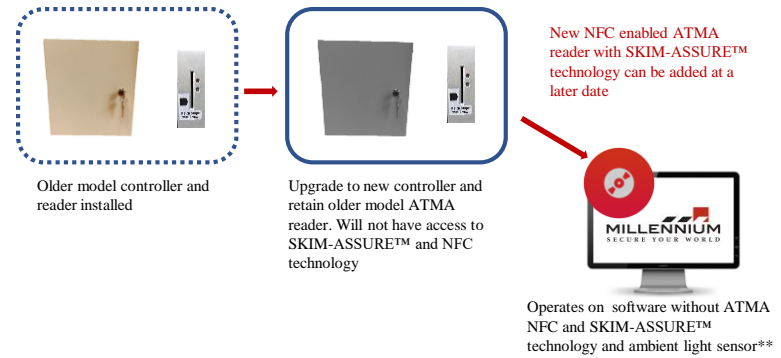 New NFC enabled ATMA
reader with SKIM-ASSURE™
technology can be added at a
later date
Older model controller and
reader installed
Upgrade to new controller and
retain older model ATMA
reader. Will not have access to
SKIM-ASSURE™ and NFC
technology
MILLENNIUM
SECURE YOUR WORLD
Operates on  software without ATMA
NFC and SKIM-ASSURE™
technology and ambient light sensor**